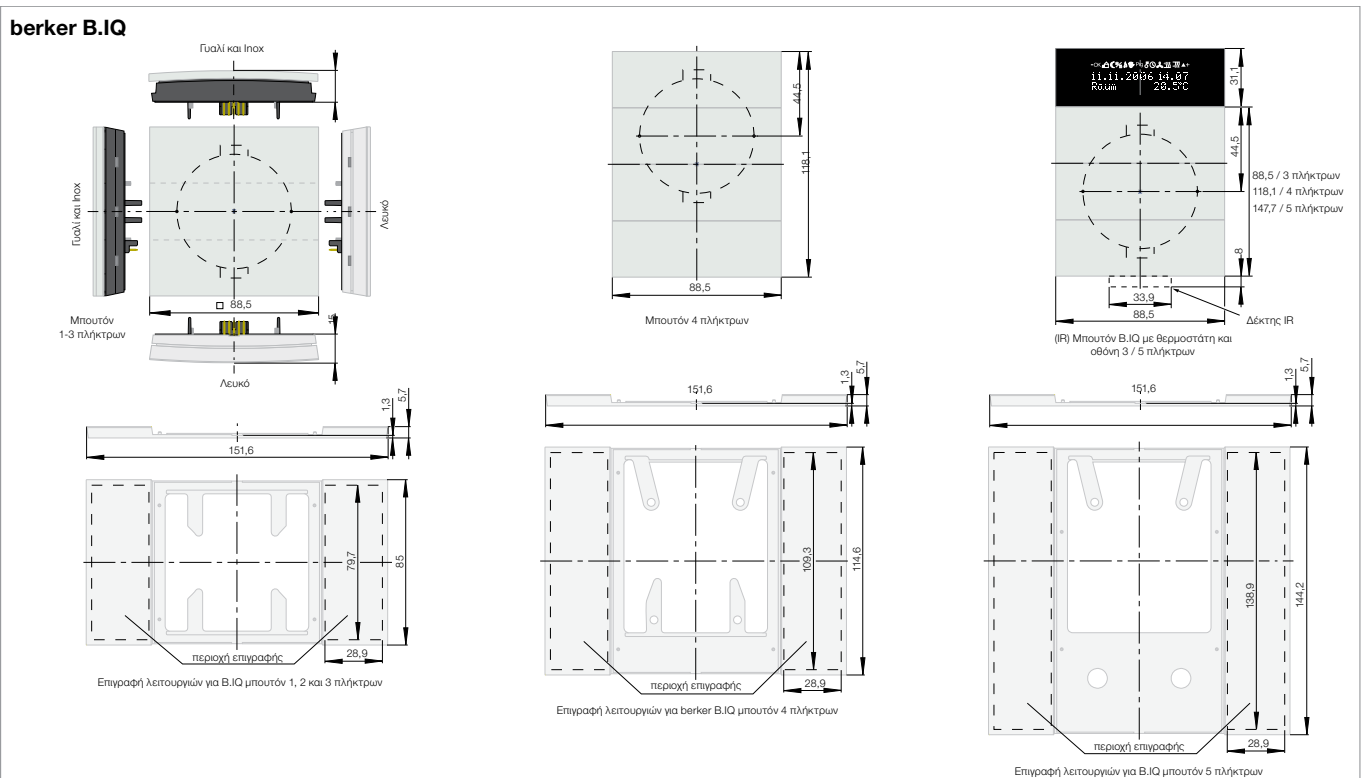 berker B.IQ
Γυαλί και Inox
Γυαλί και Inox
Λευκό
88,5
15
Μπουτόν
1-3 πλήκτρων
Λευκό
44,5
118,1
88,5
Μπουτόν 4 πλήκτρων
11.11.2006 14.07
Raum 20.5°C
31,1
44,5
88,5 / 3 πλήκτρων
118,1 / 4 πλήκτρων
147,7 / 5 πλήκτρων
8
33,9
88,5
Δέκτης IR
(IR) Μπουτόν B.IQ με θερμοστάτη και
οθόνη 3 / 5 πλήκτρων
1,3
5,7
151,6
79,7
85
περιοχή επιγραφής
28,9
Επιγραφή λειτουργιών για B.IQ μπουτόν 1, 2 και 3 πλήκτρων
151,6
1,3
5,7
109,3
114,6
περιοχή επιγραφής
28,9
Επιγραφή λειτουργιών για berker B.IQ μπουτόν 4 πλήκτρων
151,6
1,3
5,7
138,9
144,2
περιοχή επιγραφής
28,9
Επιγραφή λειτουργιών για B.IQ μπουτόν 5 πλήκτρων